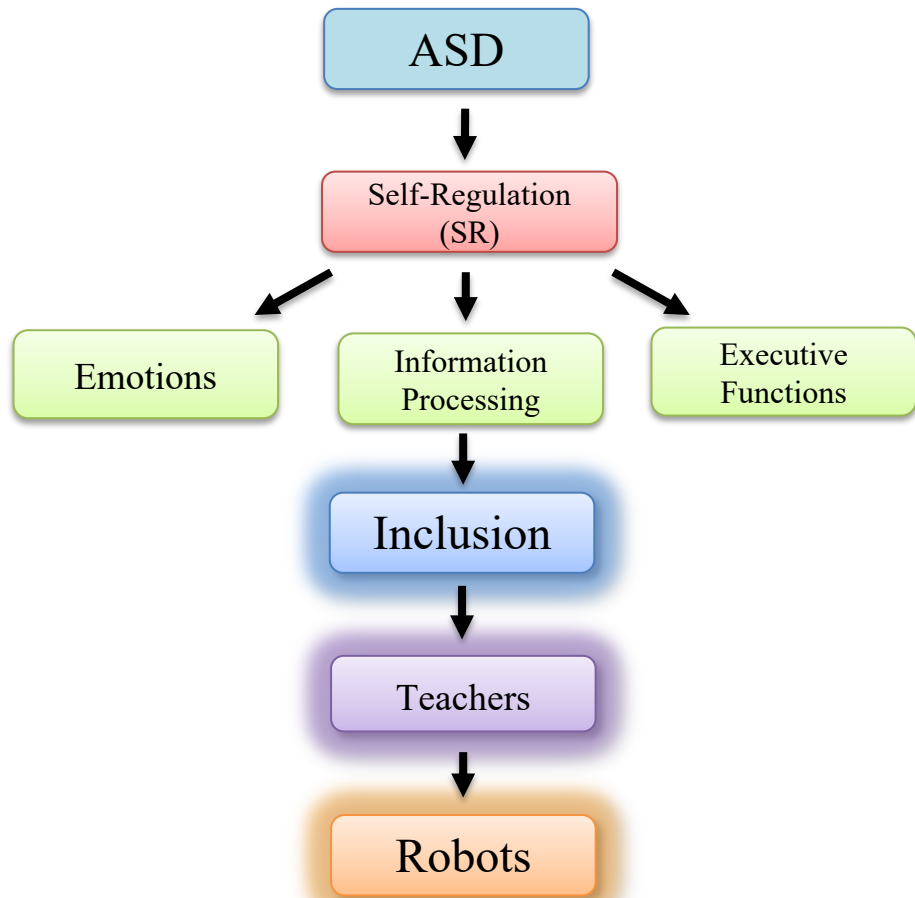 ASD
Self-Regulation
(SR)
Emotions
Information
Processing
Executive
Functions
Inclusion
Teachers
Robots